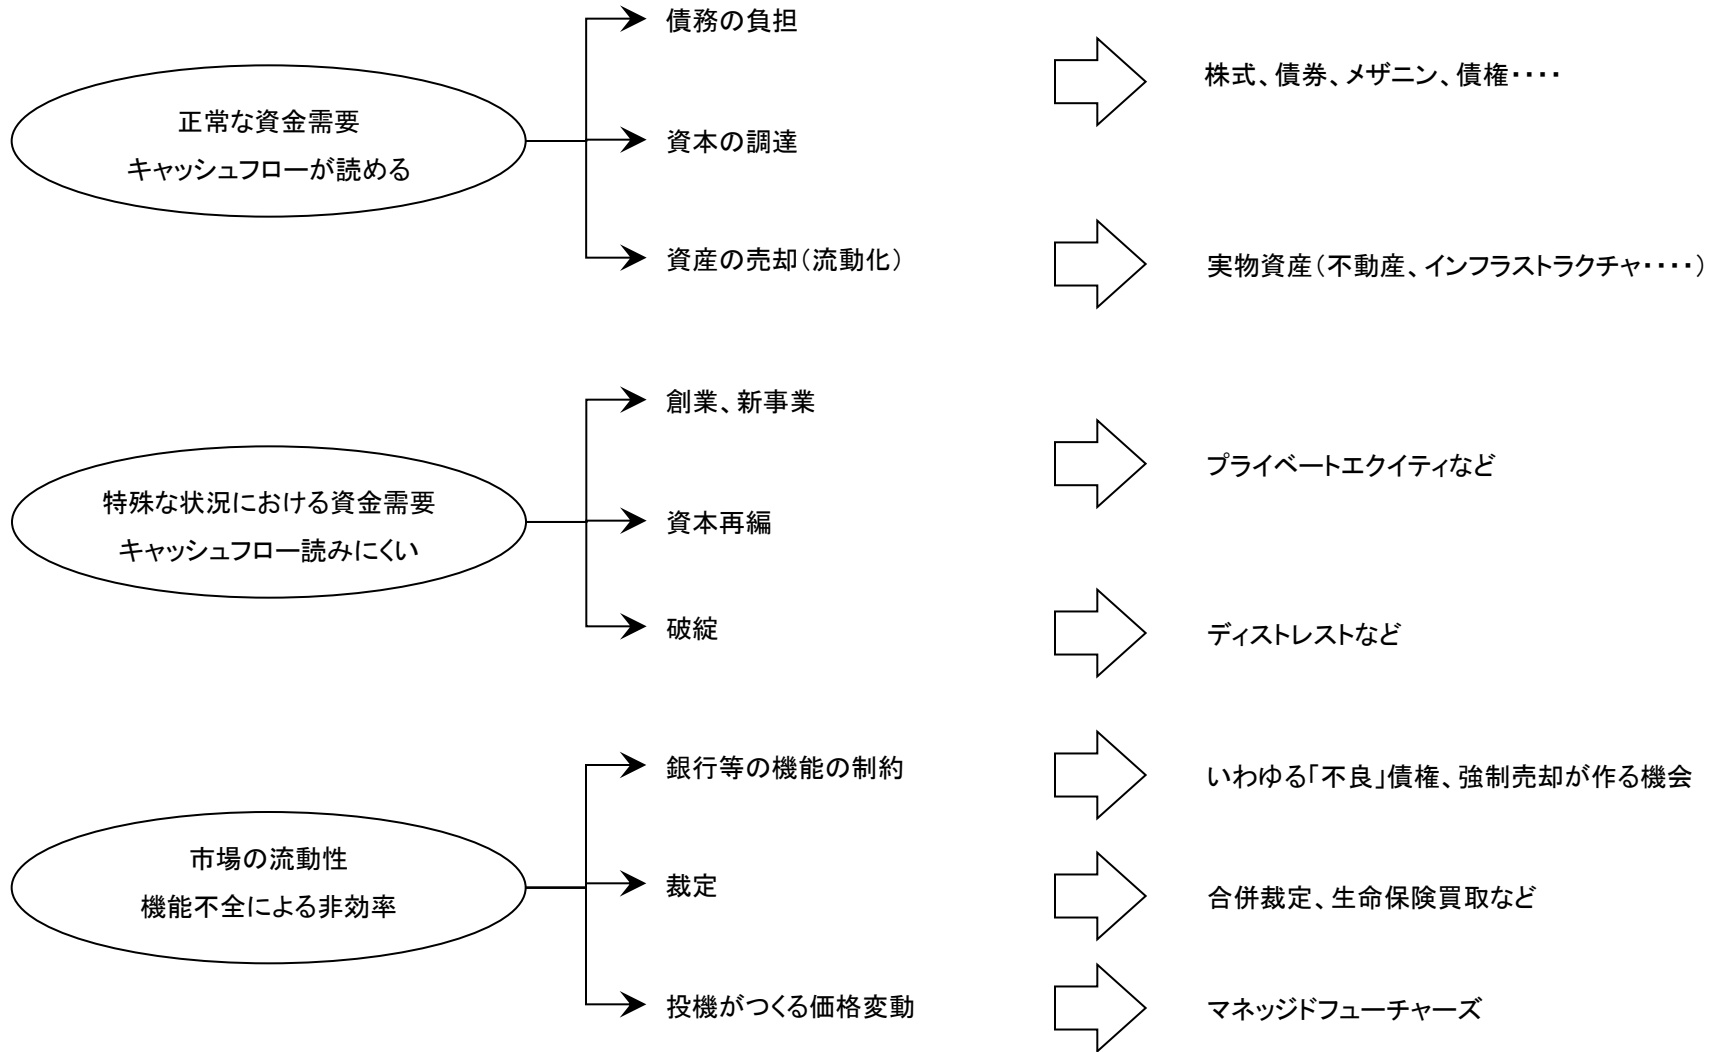 正常な資金需要
キャッシュフローが読める
債務の負担
資本の調達
資産の売却（流動化）
株式、債券、メザニン、債権・・・・
実物資産（不動産、インフラストラクチャ・・・・）
特殊な状況における資金需要
キャッシュフロー読みにくい
創業、新事業
資本再編
破綻
プライベートエクイティなど
ディストレストなど
市場の流動性
機能不全による非効率
銀行等の機能の制約
裁定
投機がつくる価格変動
いわゆる「不良」債権、強制売却が作る機会
合併裁定、生命保険買取など
マネッジドフューチャーズ